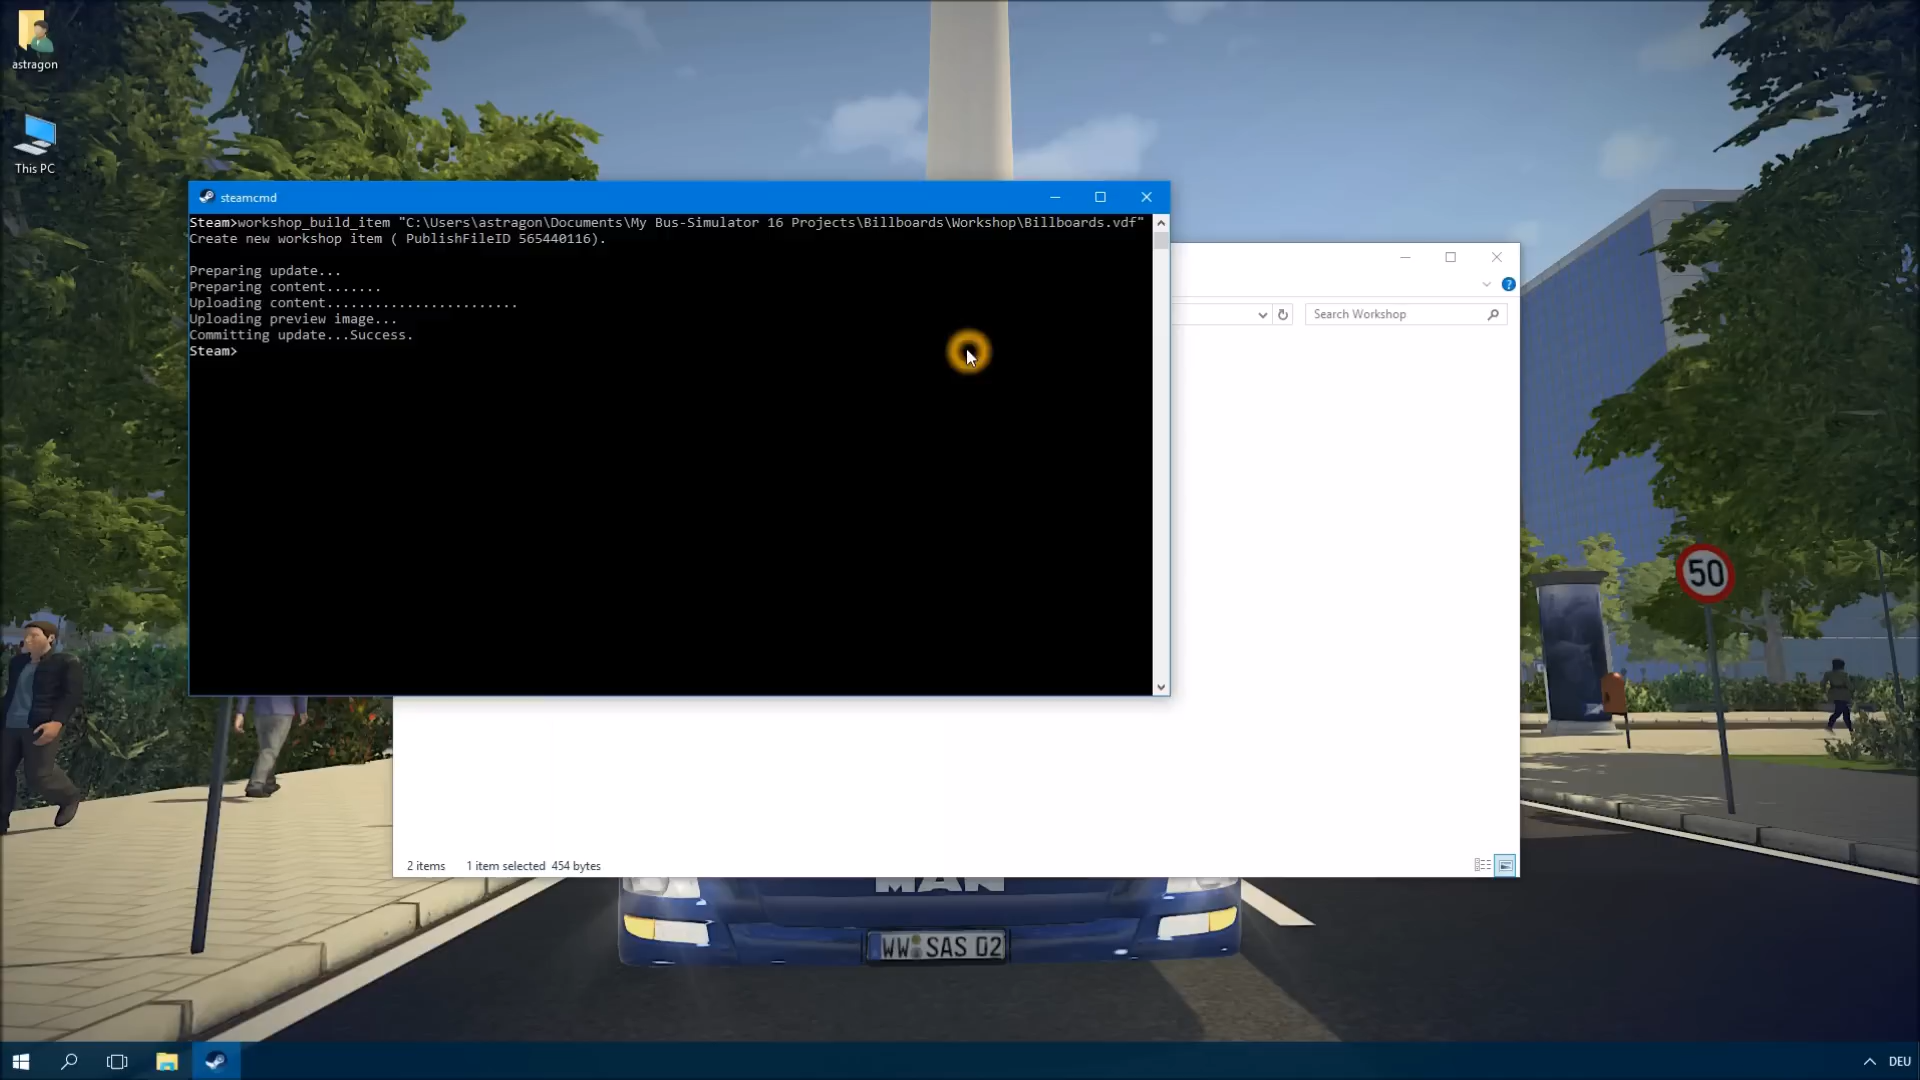 astragon
This PC
steamcmd
Steam>workshop_build_item "C:\Users\astragon\Documents\My Bus-Simulator 16 Projects\Billboards\Workshop\Billboards.vdf"
Create new workshop item ( PublishFileID 565440116).
Preparing update...
Preparing content.......
Uploading content........................
Uploading preview image...
Committing update...Success.
Steam>
?
Search Workshop
50
2 items 1 item selected 454 bytes
MAN
WW SAS 02
DEU